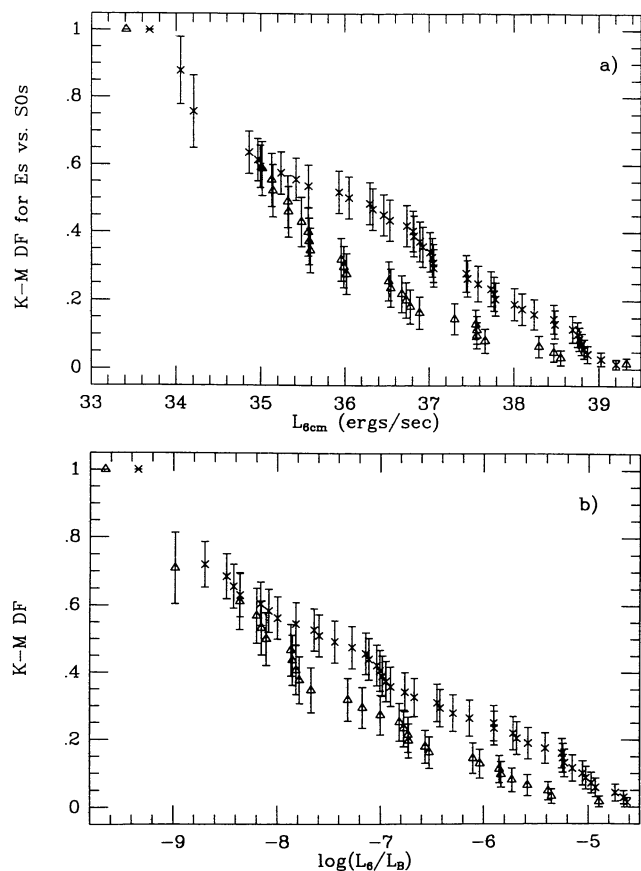 1
.8
.6
.4
.2
0
K-M DF for Es vs. S0s
a)
33 34 35 36 37 38 39
L6cm (ergs/sec)
1
.8
.6
.4
.2
0
K-M DF
b)
-9 -8 -7 -6 -5
log(L6/LB)